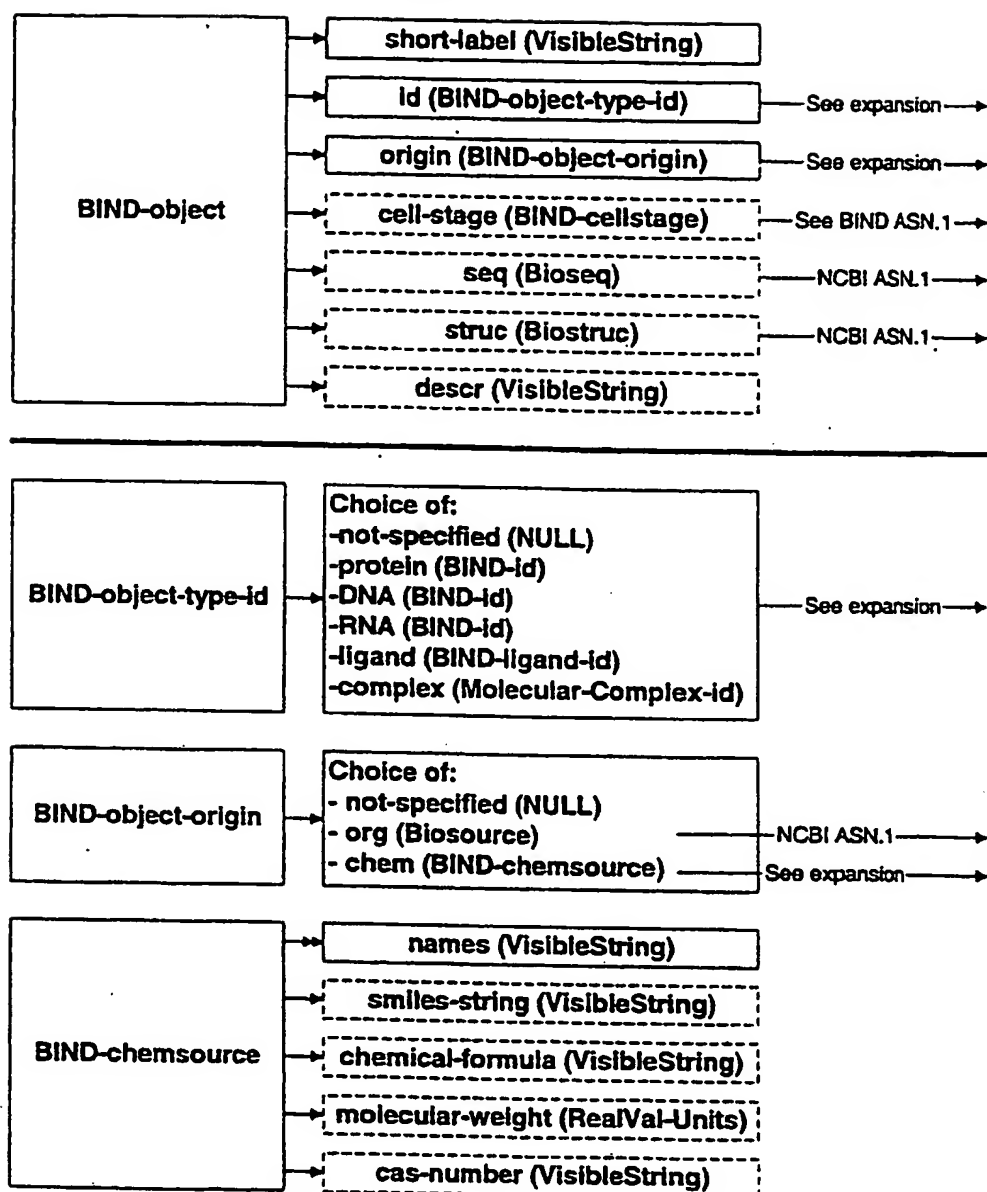 BIND-object
short-label (VisibleString)
id (BIND-object-type-id)
See expansion
origin (BIND-object-origin)
See expansion
cell-stage (BIND-cellstage)
See BIND ASN.1
seq (Bioseq)
NCBI ASN.1
struc (Biostruc)
NCBI ASN.1
descr (VisibleString)
BIND-object-type-id
Choice of:
-not-specified (NULL)
-protein (BIND-id)
-DNA (BIND-id)
-RNA (BIND-id)
-ligand (BIND-ligand-id)
-complex (Molecular-Complex-id)
See expansion
BIND-object-origin
Choice of:
- not-specified (NULL)
- org (Biosource)
NCBI ASN.1
- chem (BIND-chemsource)
See expansion
BIND-chemsource
names (VisibleString)
smiles-string (VisibleString)
chemical-formula (VisibleString)
molecular-weight (RealVal-Units)
cas-number (VisibleString)